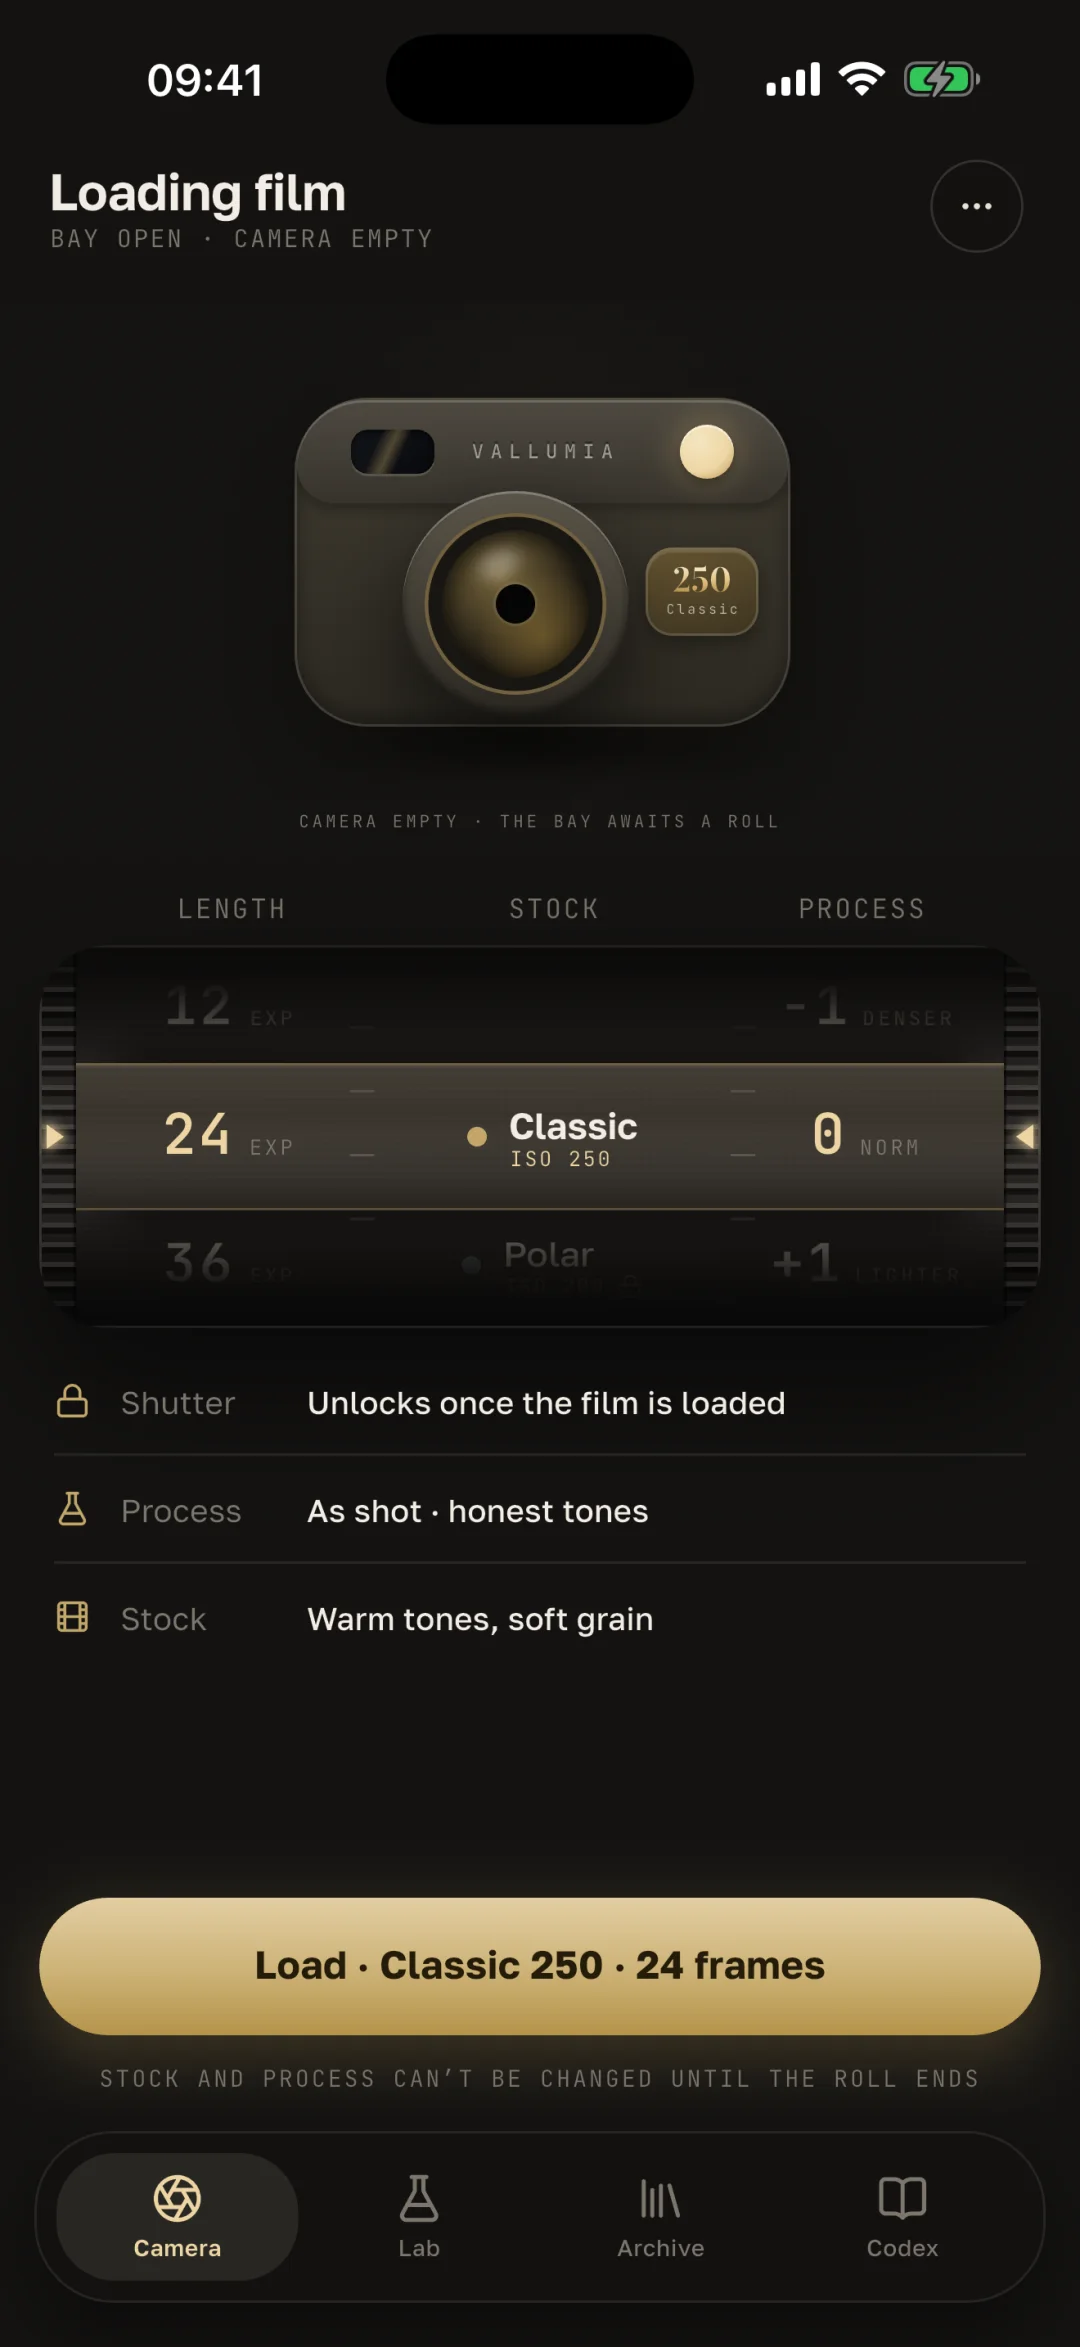 09:41
Loading film
BAY OPEN · CAMERA EMPTY
VALLUMIA
250
Classic
CAMERA EMPTY · THE BAY AWAITS A ROLL
LENGTH STOCK PROCESS
12 EXP -1 DENSER
24 EXP Classic 0 NORM
ISO 250
36 EXP Polar +1 LIGHTER
Shutter Unlocks once the film is loaded
Process As shot · honest tones
Stock Warm tones, soft grain
Load · Classic 250 · 24 frames
STOCK AND PROCESS CAN’T BE CHANGED UNTIL THE ROLL ENDS
Camera Lab Archive Codex